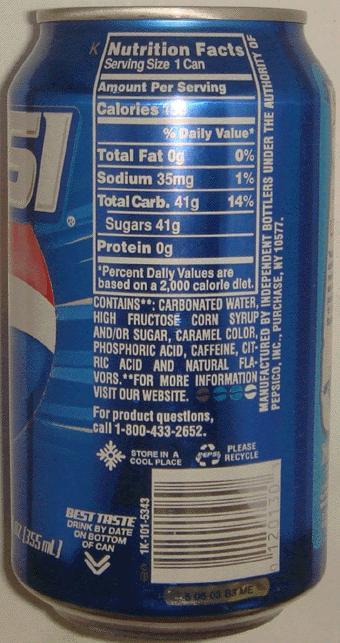 SI
®
K
Nutrition Facts
Serving Size 1 Can
Amount Per Serving
Calories
% Daily Value*
Total Fat 0g 0%
Sodium 35mg 1%
Total Carb. 41g 14%
Sugars 41g
Protein 0g
*Percent Daily Values are
based on a 2,000 calorie diet.
CONTAINS**: CARBONATED WATER,
HIGH FRUCTOSE CORN SYRUP
AND/OR SUGAR, CARAMEL COLOR,
PHOSPHORIC ACID, CAFFEINE, CIT-
RIC ACID AND NATURAL FLA-
VORS.**FOR MORE INFORMATION
VISIT OUR WEBSITE.
For product questions,
call 1-800-433-2652.
STORE IN A
COOL PLACE
PEPSI
PLEASE
RECYCLE
MANUFACTURED BY INDEPENDENT BOTTLERS UNDER THE AUTHORITY OF
PEPSICO, INC., PURCHASE, NY 10577.
OZ (355 mL)
BEST TASTE
DRINK BY DATE
ON BOTTOM
OF CAN
1K-101-5343